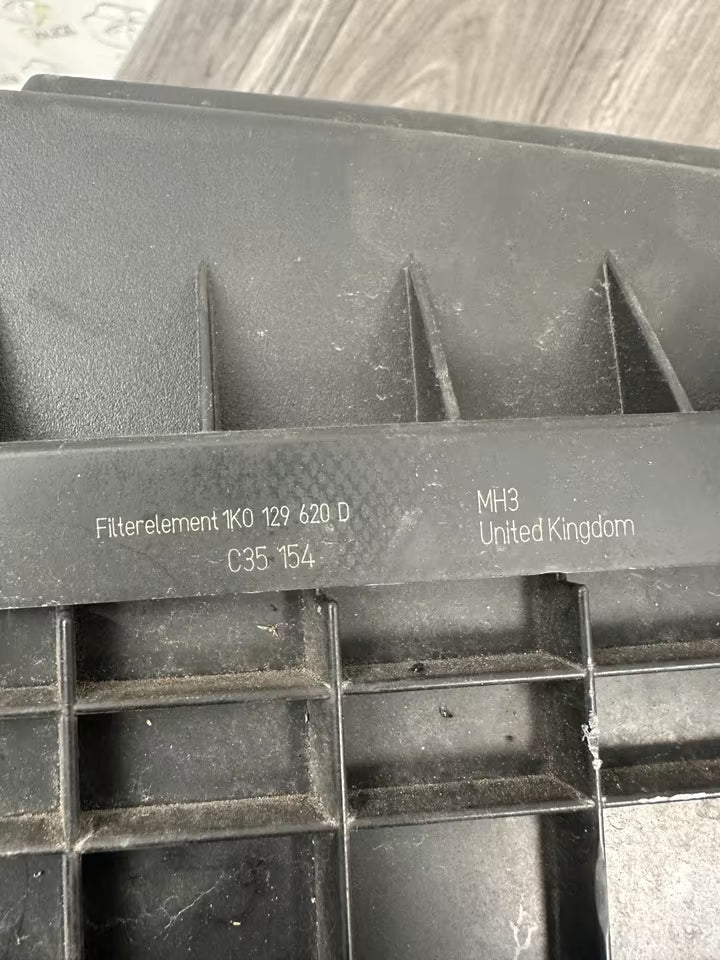 Filterelement 1K0 129 620 D
C35 154
MH3
United Kingdom